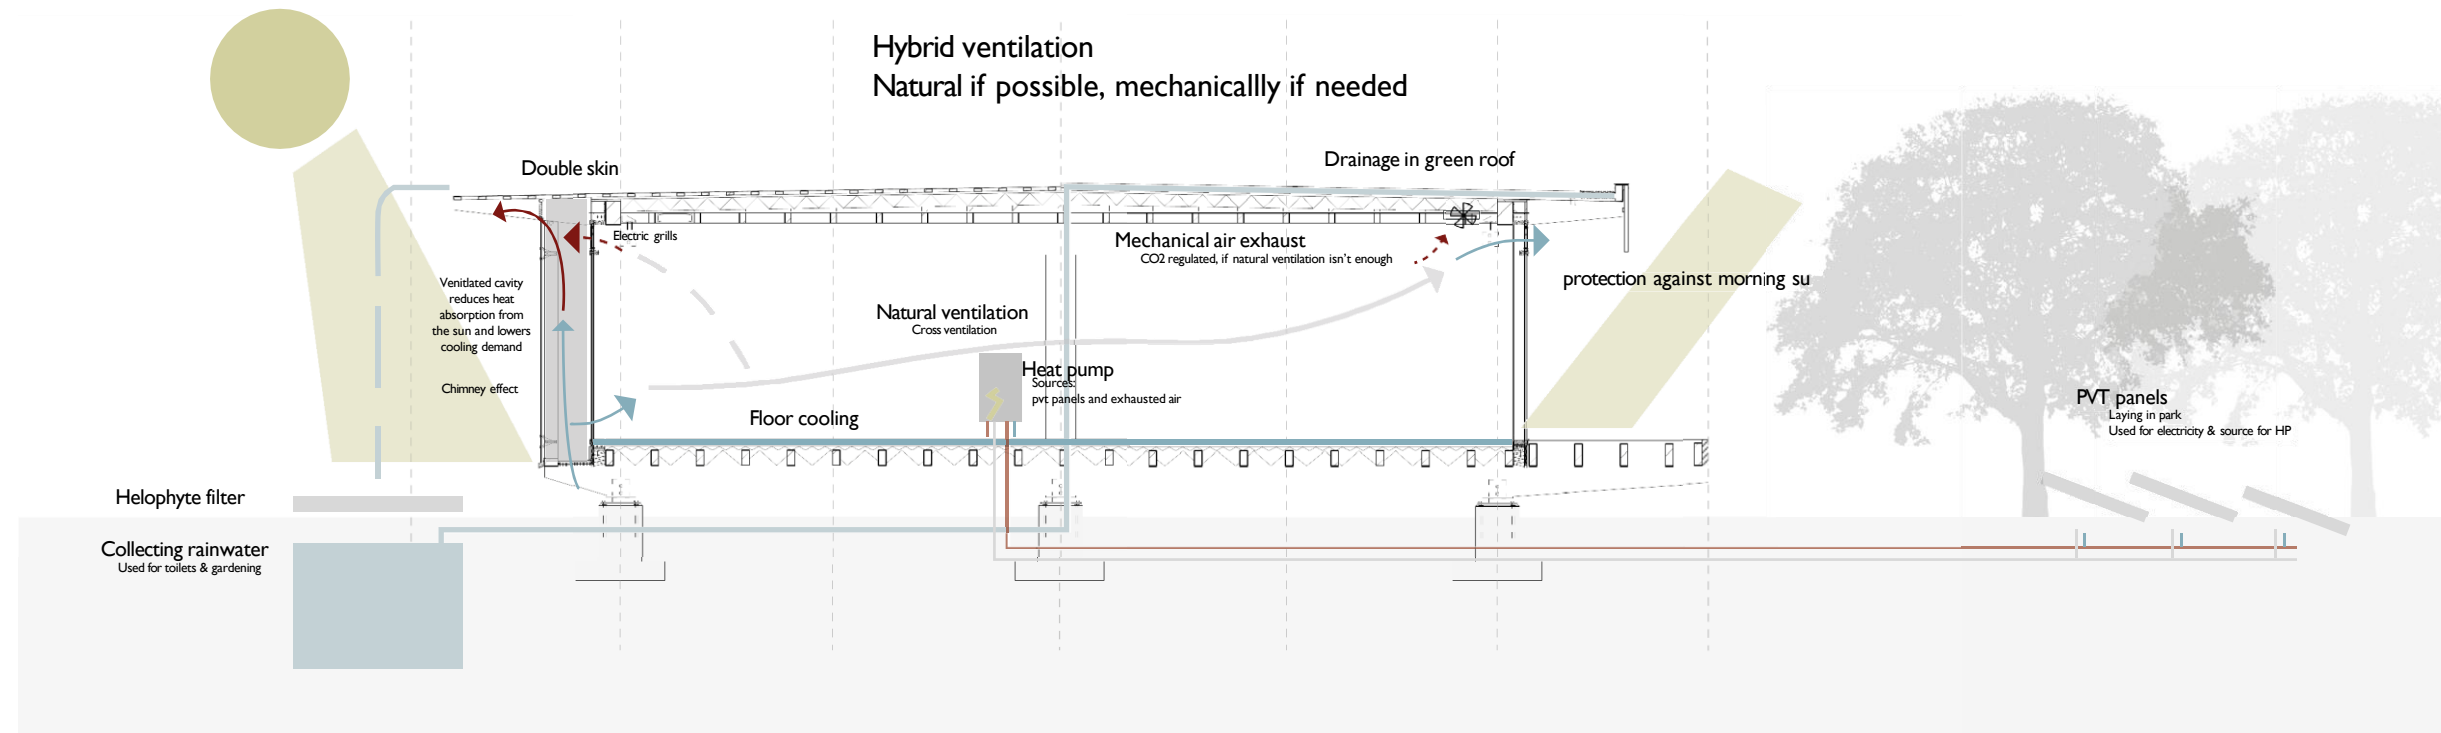 Hybrid ventilation
Natural if possible, mechanicallly if needed
Double skin
Drainage in green roof
Electric grills
Mechanical air exhaust
CO2 regulated, if natural ventilation isn't enough
protection against morning su
Venitlated cavity
reduces heat
absorption from
the sun and lowers
cooling demand
Chimney effect
Natural ventilation
Cross ventilation
Heat pump
Sources:
pvt panels and exhausted air
Floor cooling
PVT panels
Laying in park
Used for electricity & source for HP
Helophyte filter
Collecting rainwater
Used for toilets & gardening